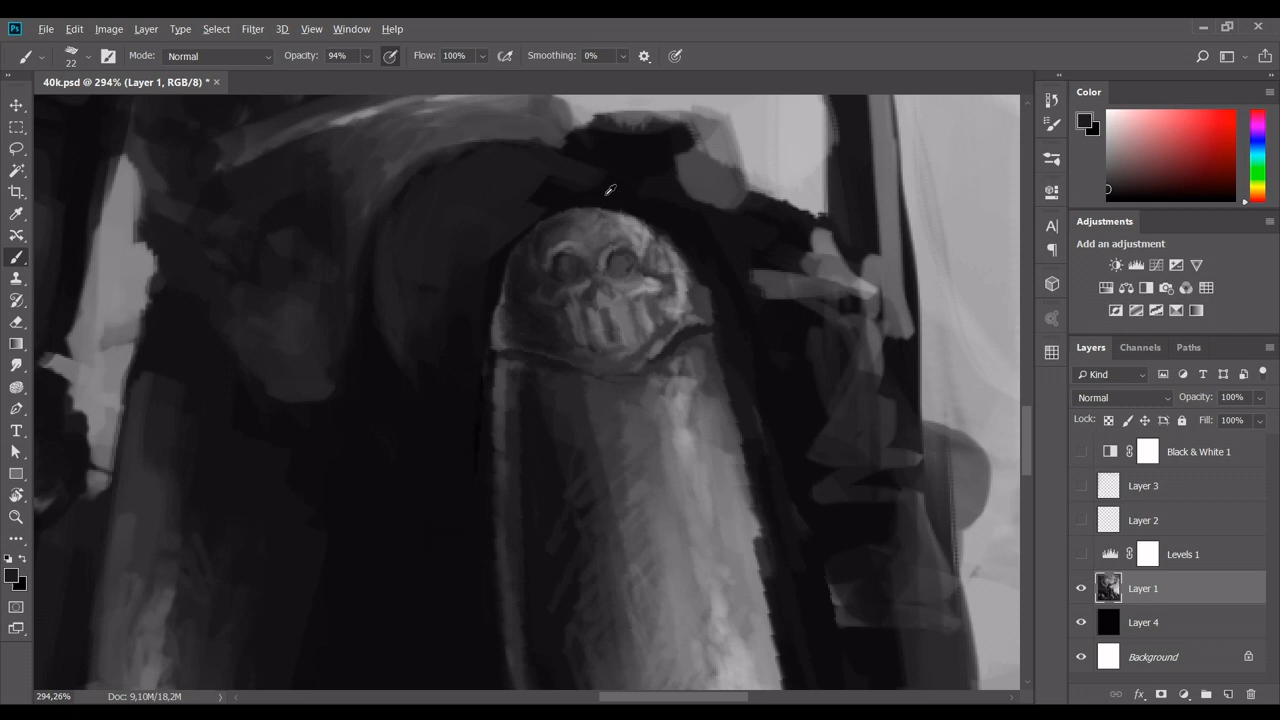 Ps File Edit Image Layer Type Select Filter 3D View Window Help
22 Mode: Normal Opacity: 94% Flow: 100% Smoothing: 0%
40k.psd @ 294% (Layer 1, RGB/8) * ×
Color
Adjustments
Add an adjustment
Layers Channels Paths
Kind
Normal Opacity: 100%
Lock: Fill: 100%
Black & White 1
Layer 3
Layer 2
Levels 1
Layer 1
Layer 4
Background
294,26% Doc: 9,10M/18,2M